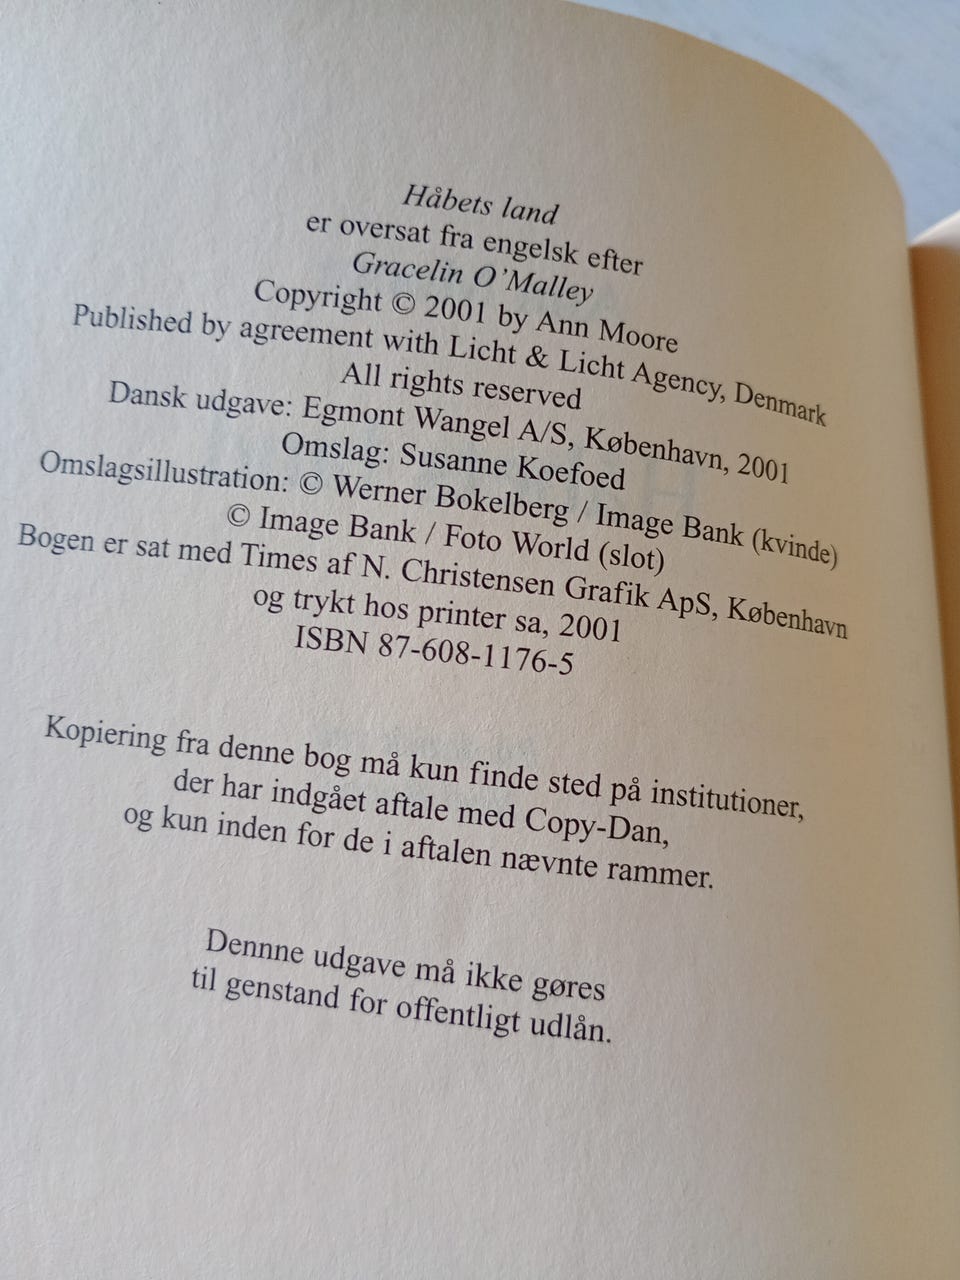 Håbets land
er oversat fra engelsk efter
Gracelin O'Malley
Copyright © 2001 by Ann Moore
Published by agreement with Licht & Licht Agency, Denmark
All rights reserved
Dansk udgave: Egmont Wangel A/S, København, 2001
Omslag: Susanne Koefoed
Omslagsillustration: © Werner Bokelberg / Image Bank (kvinde)
© Image Bank / Foto World (slot)
Bogen er sat med Times af N. Christensen Grafik ApS, København
og trykt hos printer sa, 2001
ISBN 87-608-1176-5
Kopiering fra denne bog må kun finde sted på institutioner,
der har indgået aftale med Copy-Dan,
og kun inden for de i aftalen nævnte rammer.
Dennne udgave må ikke gøres
til genstand for offentligt udlån.